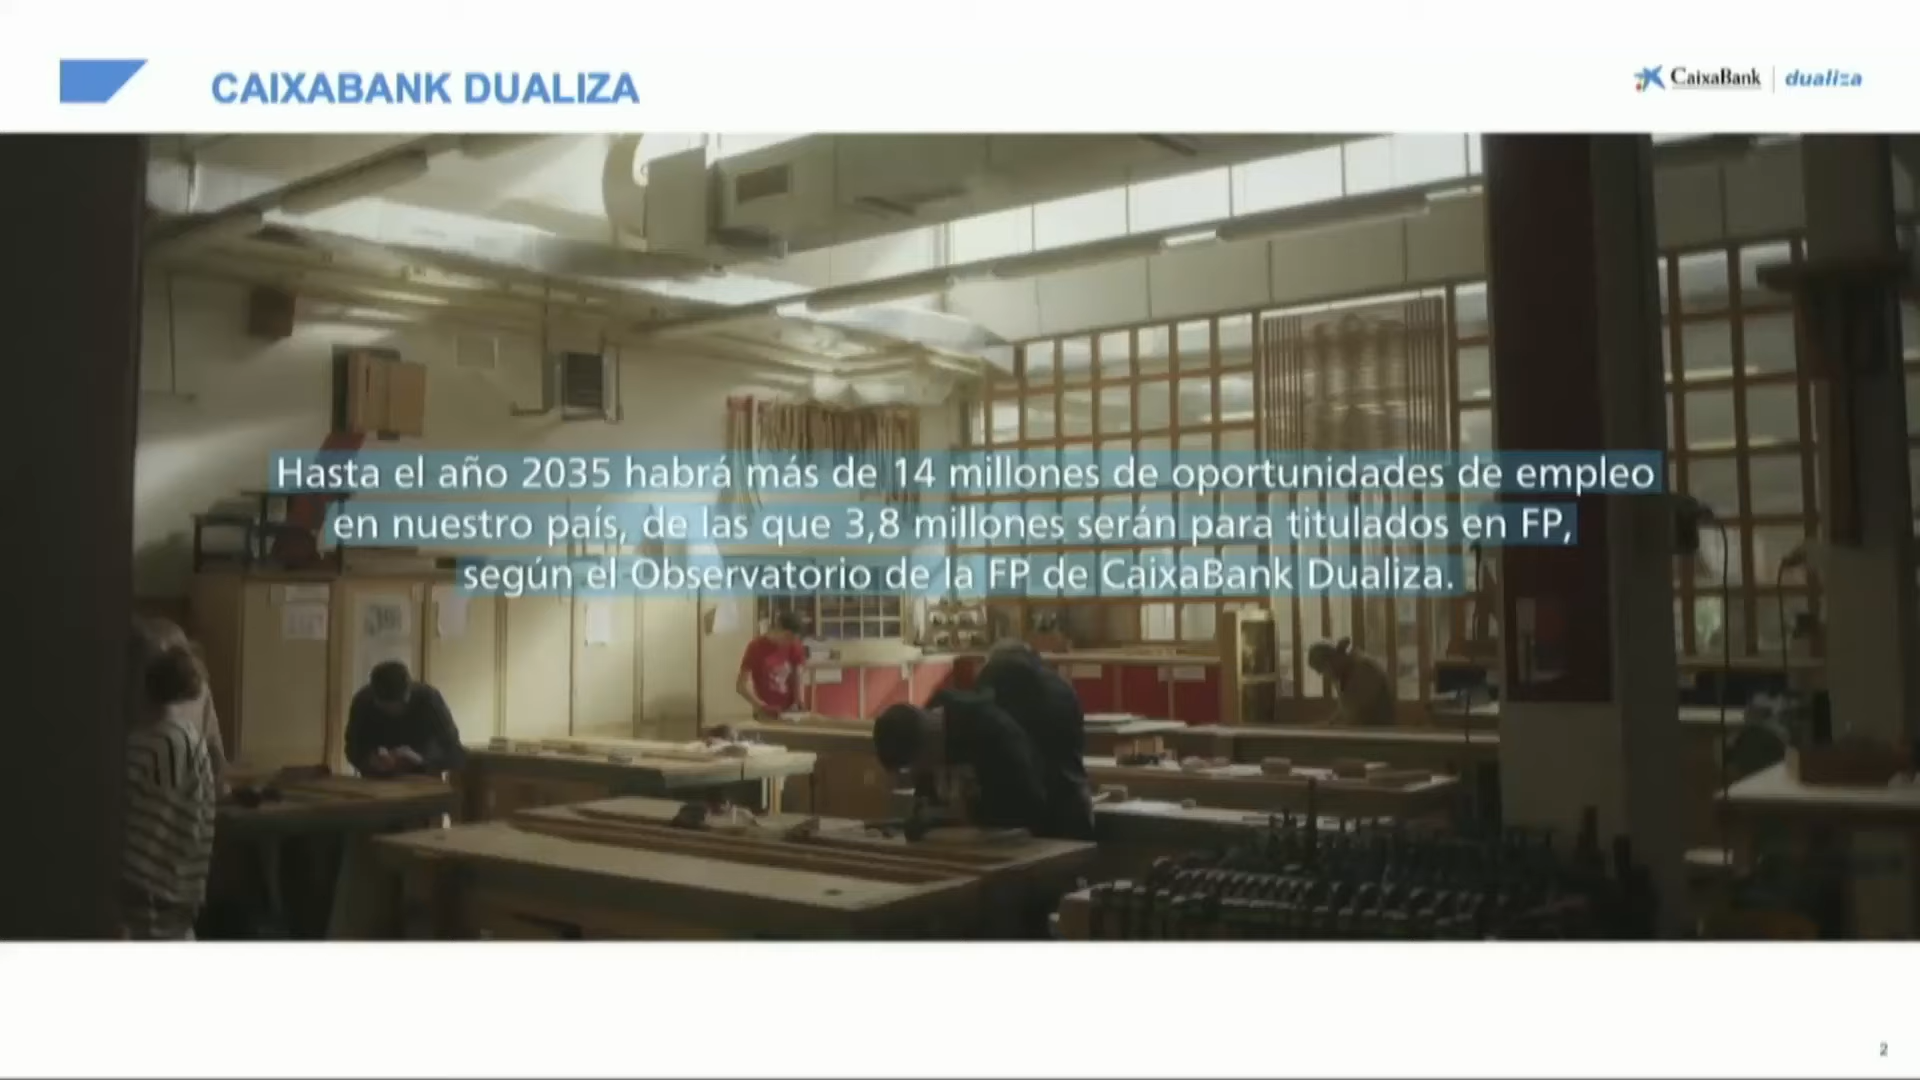 CAIXABANK DUALIZA
CaixaBank dualiza
Hasta el año 2035 habrá más de 14 millones de oportunidades de empleo
en nuestro país, de las que 3,8 millones serán para titulados en FP,
según el Observatorio de la FP de CaixaBank Dualiza.
2